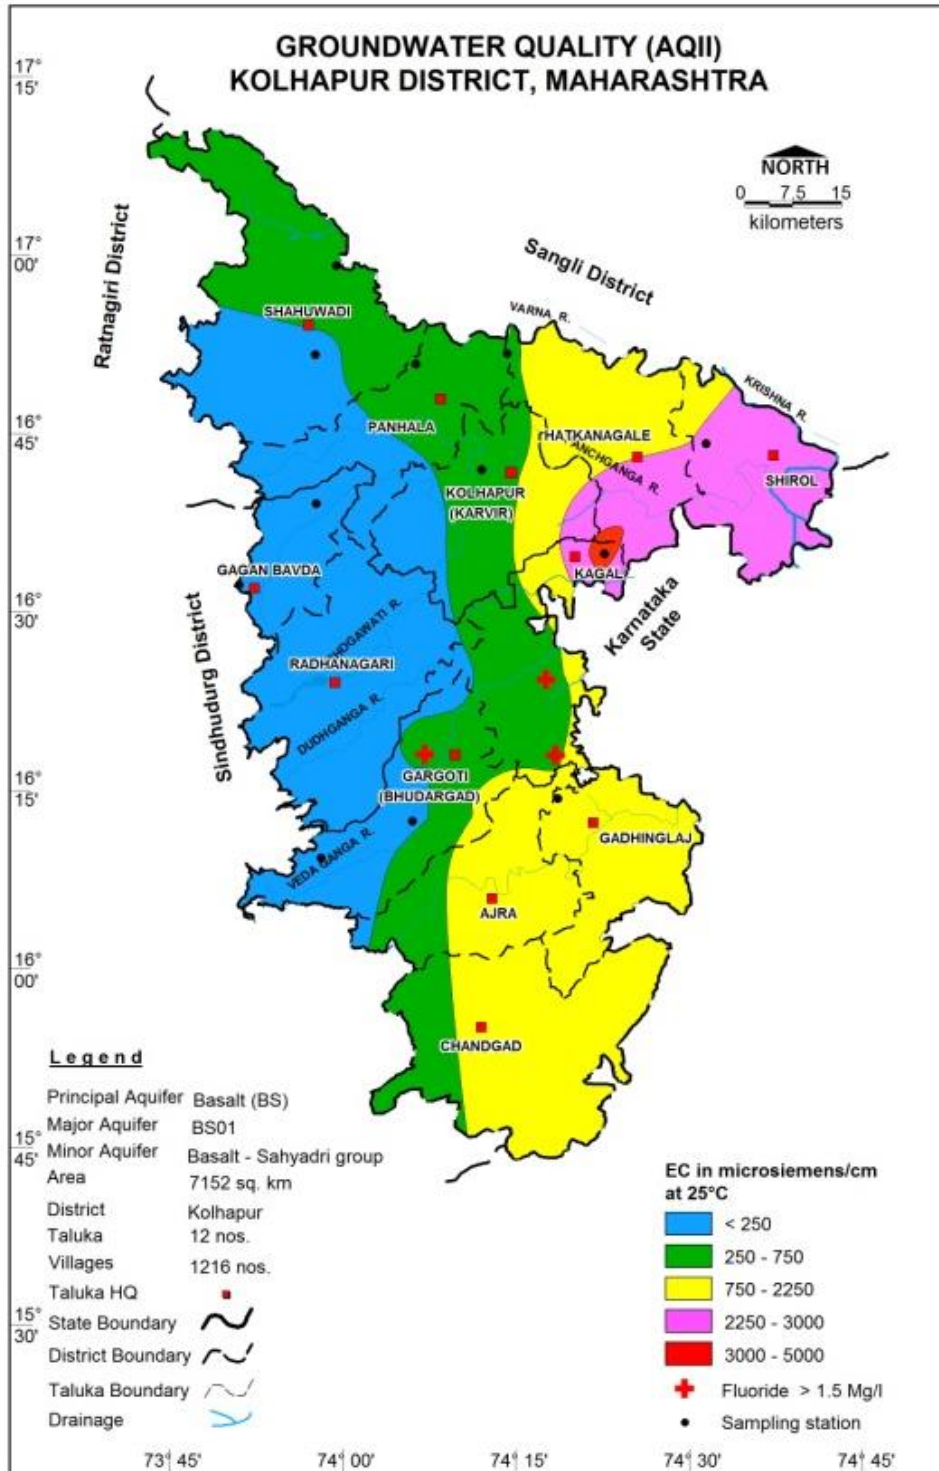 GROUNDWATER QUALITY (AQII)
KOLHAPUR DISTRICT, MAHARASHTRA
17°
15'
NORTH
0 7.5 15
kilometers
17°
00'
Ratnagiri District
Sangli District
SHAHUWADI
VARNA R.
KRISHNA R.
16°
45'
PANHALA
HATKANAGALE
ANCHGANGA R.
SHIROL
KOLHAPUR
(KARVIR)
KAGAL
GAGAN BAVDA
16°
30'
Karnataka
State
Sindhudurg District
RADHANAGARI
DUDHGANGA R.
16°
15'
GARGOTI
(BHUDARGAD)
VEDA GANGA R.
GADHINGLAJ
AJRA
16°
00'
CHANDGAD
Legend
Principal Aquifer Basalt (BS)
Major Aquifer BS01
Minor Aquifer Basalt - Sahyadri group
Area 7152 sq. km
District Kolhapur
Taluka 12 nos.
Villages 1216 nos.
Taluka HQ
State Boundary
District Boundary
Taluka Boundary
Drainage
15°
45'
15°
30'
EC in microsiemens/cm
at 25°C
< 250
250 - 750
750 - 2250
2250 - 3000
3000 - 5000
Fluoride > 1.5 Mg/l
Sampling station
73° 45' 74° 00' 74° 15' 74° 30' 74° 45'